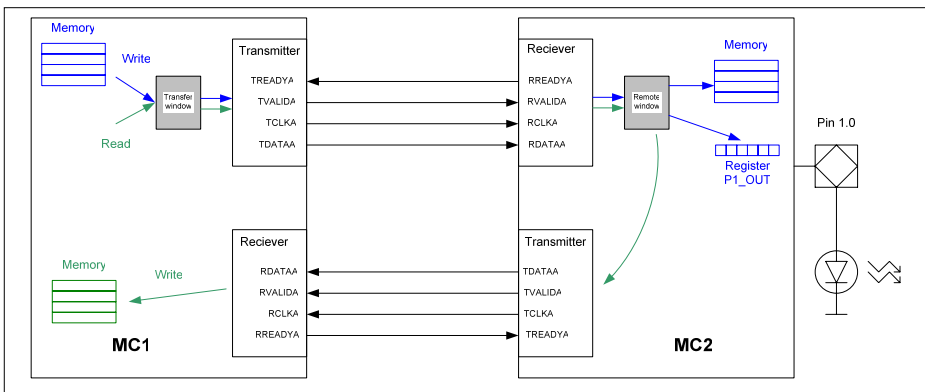 Memory
Write
Transfer
window
Read
Transmitter
TREADYA
TVALIDA
TCLKA
TDATAA
Reciever
RREADYA
RVALIDA
RCLKA
RDATAA
Remote
window
Memory
Register
P1_OUT
Pin 1.0
Memory
Write
Reciever
RDATAA
RVALIDA
RCLKA
RREADYA
Transmitter
TDATAA
TVALIDA
TCLKA
TREADYA
MC1
MC2